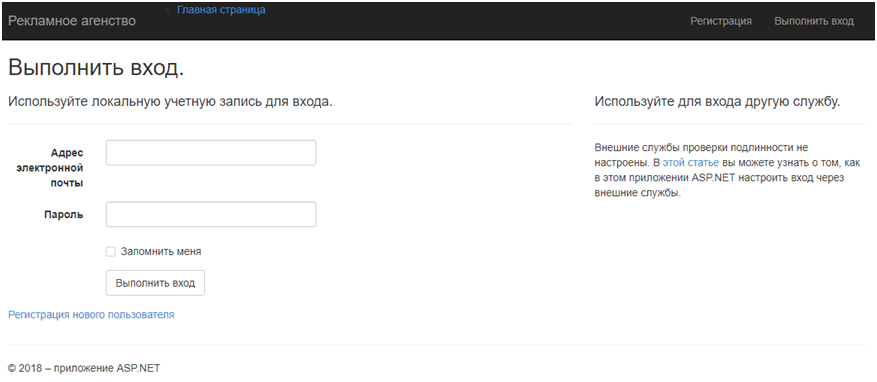 Рекламное агенство
Главная страница
Регистрация
Выполнить вход
Выполнить вход.
Используйте локальную учетную запись для входа.
Адрес
электронной
почты
Пароль
Запомнить меня
Выполнить вход
Регистрация нового пользователя
Используйте для входа другую службу.
Внешние службы проверки подлинности не
настроены. В этой статье вы можете узнать о том, как
в этом приложении ASP.NET настроить вход через
внешние службы.
© 2018 – приложение ASP.NET